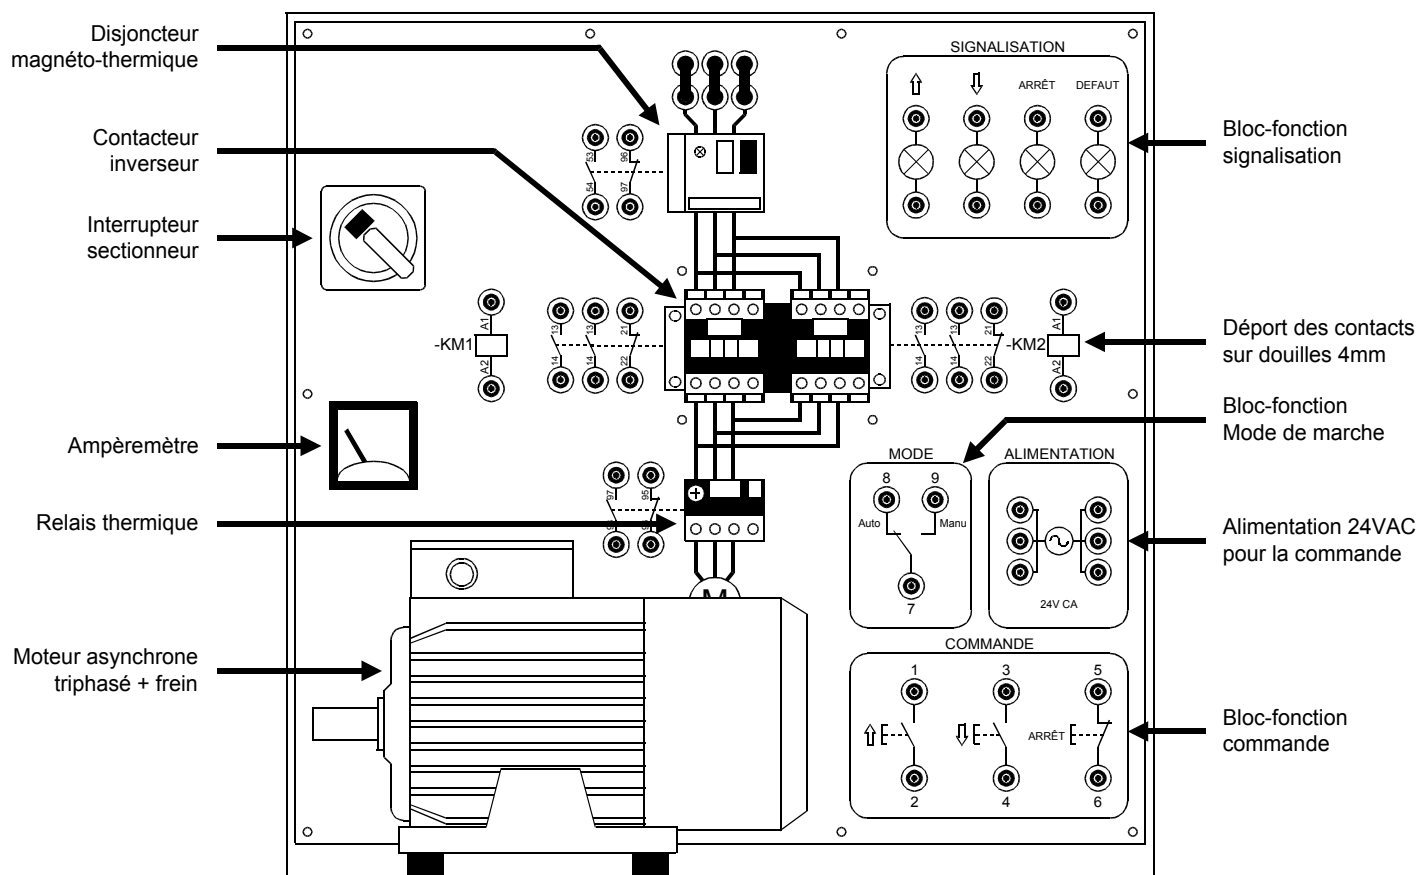 Disjoncteur
magnéto-thermique
Contacteur
inverseur
Interrupteur
sectionneur
Ampèremètre
Relais thermique
Moteur asynchrone
triphasé + frein
SIGNALISATION
ARRÊT DEFAUT
53 96
54 97
-KM1 A1 A2
13 13 21
14 14 22
13 13 21
14 14 22
-KM2 A1 A2
97 95
M
MODE
8 9
Auto Manu
7
ALIMENTATION
24V CA
COMMANDE
1 3 5
ARRÊT
2 4 6
Bloc-fonction
signalisation
Déport des contacts
sur douilles 4mm
Bloc-fonction
Mode de marche
Alimentation 24VAC
pour la commande
Bloc-fonction
commande